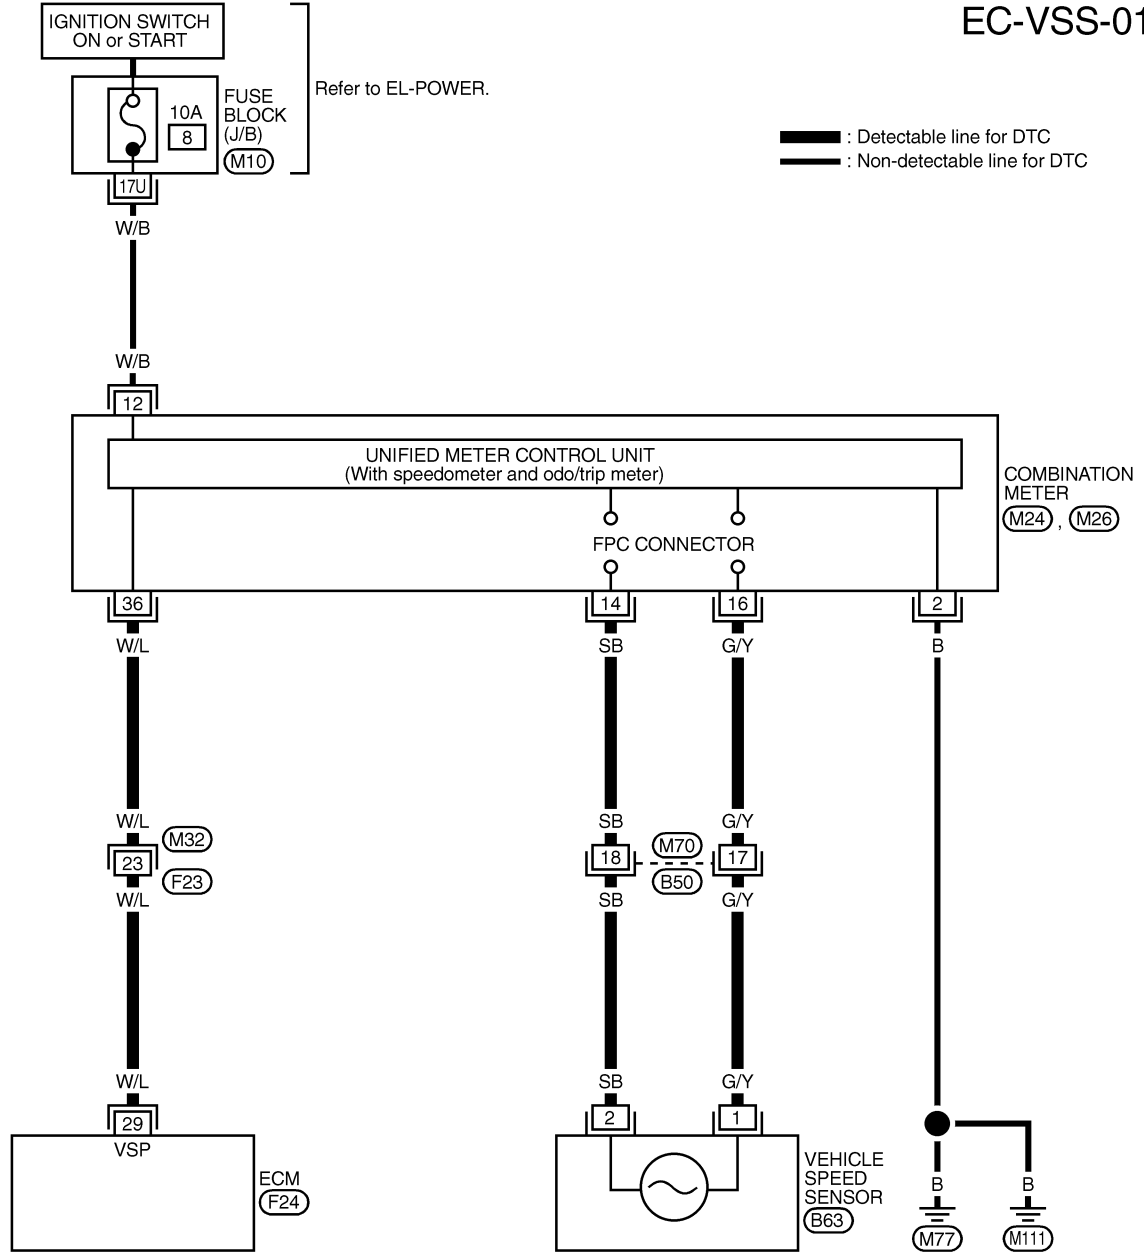 EC-VSS-01
IGNITION SWITCH
ON or START
Refer to EL-POWER.
10A
8
FUSE
BLOCK
(J/B)
M10
: Detectable line for DTC
: Non-detectable line for DTC
17U
W/B
W/B
12
UNIFIED METER CONTROL UNIT
(With speedometer and odo/trip meter)
COMBINATION
METER
M24 , M26
FPC CONNECTOR
36 14 16 2
W/L SB G/Y B
W/L SB G/Y
M32
23
F23
18 M70 17
B50
W/L SB G/Y
W/L SB G/Y
29 2 1
VSP
ECM
F24
VEHICLE
SPEED
SENSOR
B63
B B
M77 M111